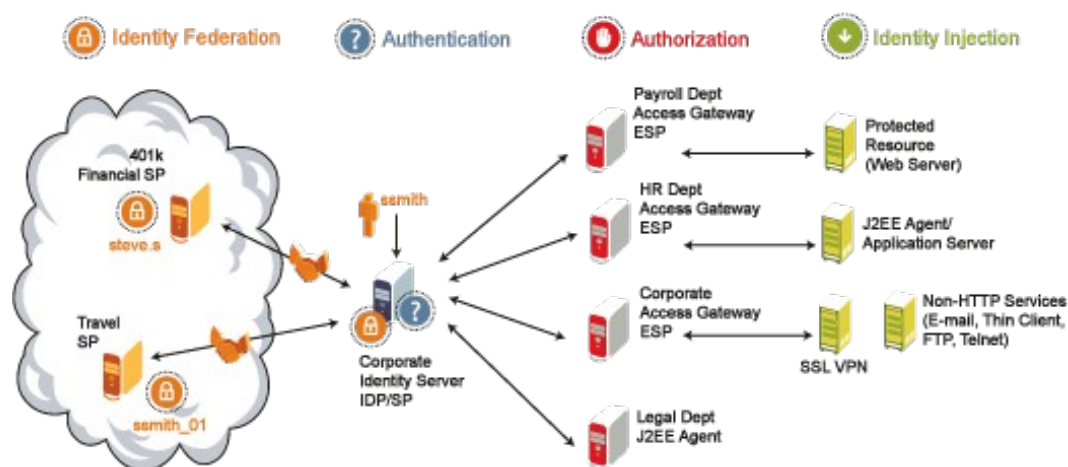 Identity Federation
Authentication
Authorization
Identity Injection
401k
Financial SP
steve.s
Travel
SP
ssmith_01
ssmith
Corporate
Identity Server
IDP/SP
Payroll Dept
Access Gateway
ESP
HR Dept
Access Gateway
ESP
Corporate
Access Gateway
ESP
Legal Dept
J2EE Agent
Protected
Resource
(Web Server)
J2EE Agent/
Application Server
SSL VPN
Non-HTTP Services
(E-mail, Thin Client,
FTP, Telnet)